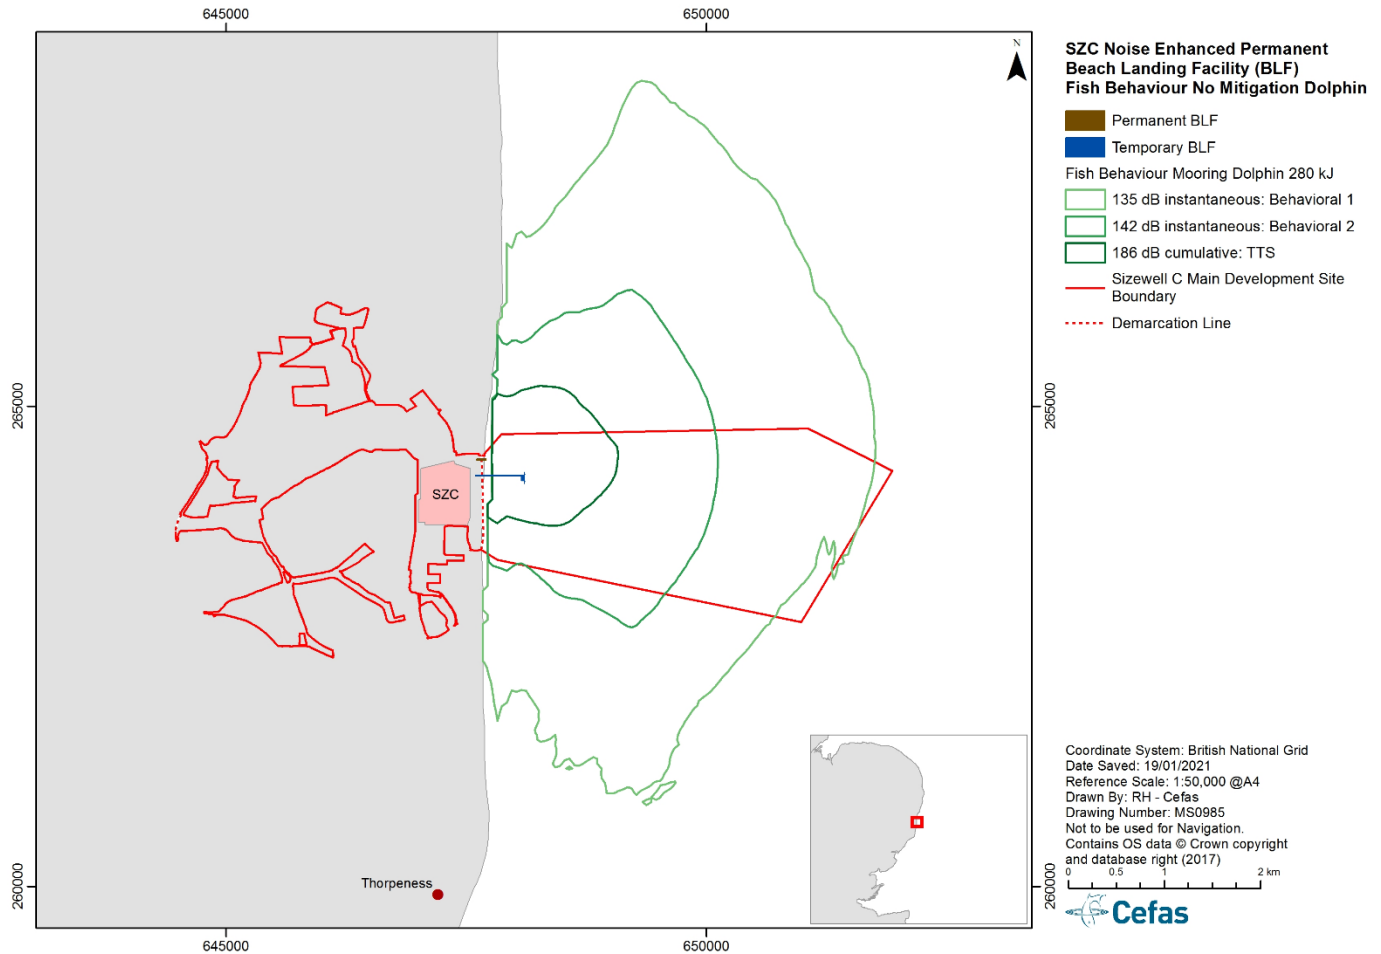 645000
650000
N
SZC Noise Enhanced Permanent
Beach Landing Facility (BLF)
Fish Behaviour No Mitigation Dolphin
Permanent BLF
Temporary BLF
Fish Behaviour Mooring Dolphin 280 kJ
135 dB instantaneous: Behavioral 1
142 dB instantaneous: Behavioral 2
186 dB cumulative: TTS
Sizewell C Main Development Site
Boundary
Demarcation Line
265000
265000
SZC
Coordinate System: British National Grid
Date Saved: 19/01/2021
Reference Scale: 1:50,000 @A4
Drawn By: RH - Cefas
Drawing Number: MS0985
Not to be used for Navigation.
Contains OS data © Crown copyright
and database right (2017)
0 0.5 1 2 km
Thorpeness
260000
260000
Cefas
645000
650000